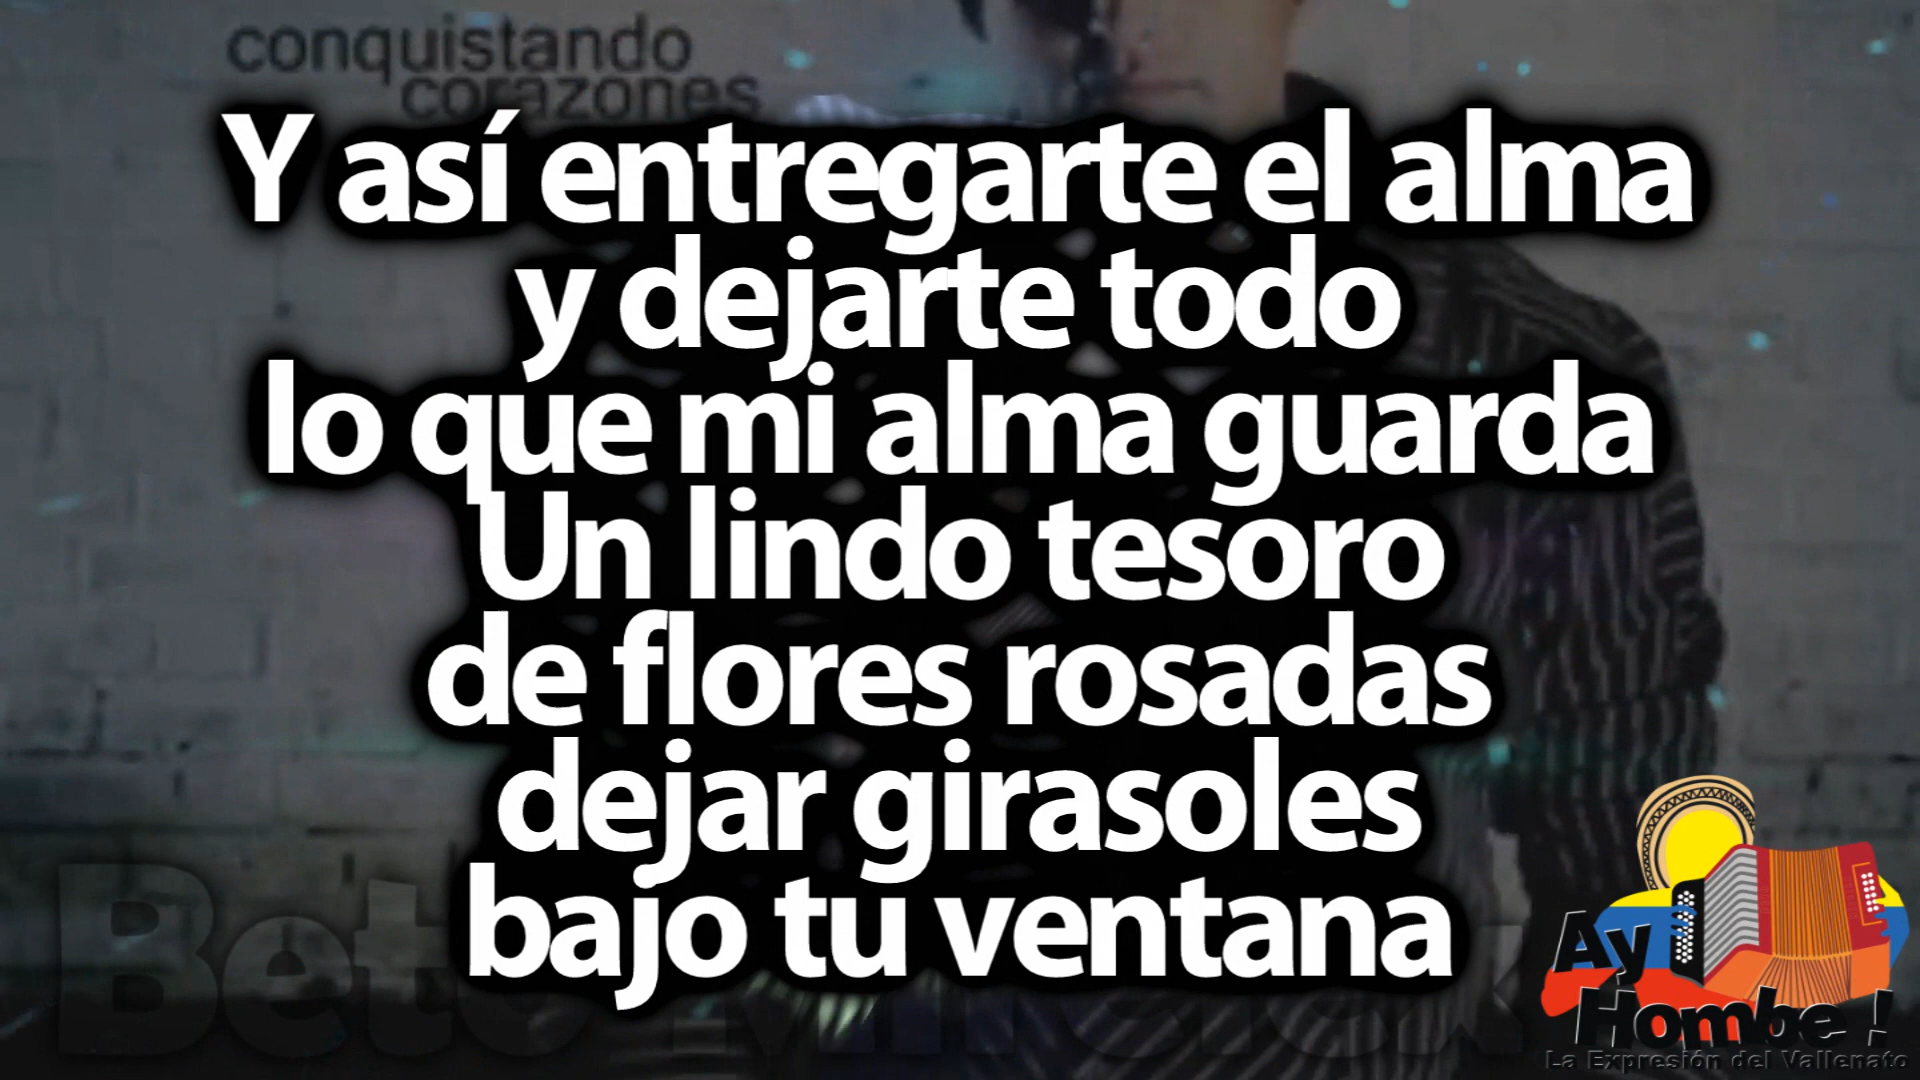 conquistando
corazones
Y así entregarte el alma
y dejarte todo
lo que mi alma guarda
Un lindo tesoro
de flores rosadas
dejar girasoles
bajo tu ventana
Ay
Hombe !
La Expresión del Vallenato